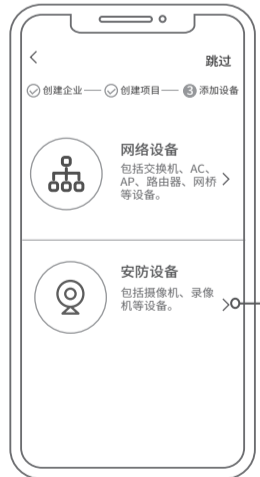 跳过
创建企业 创建项目 3 添加设备
网络设备
包括交换机、AC、
AP、路由器、网桥
等设备。
安防设备
包括摄像机、录像
机等设备。